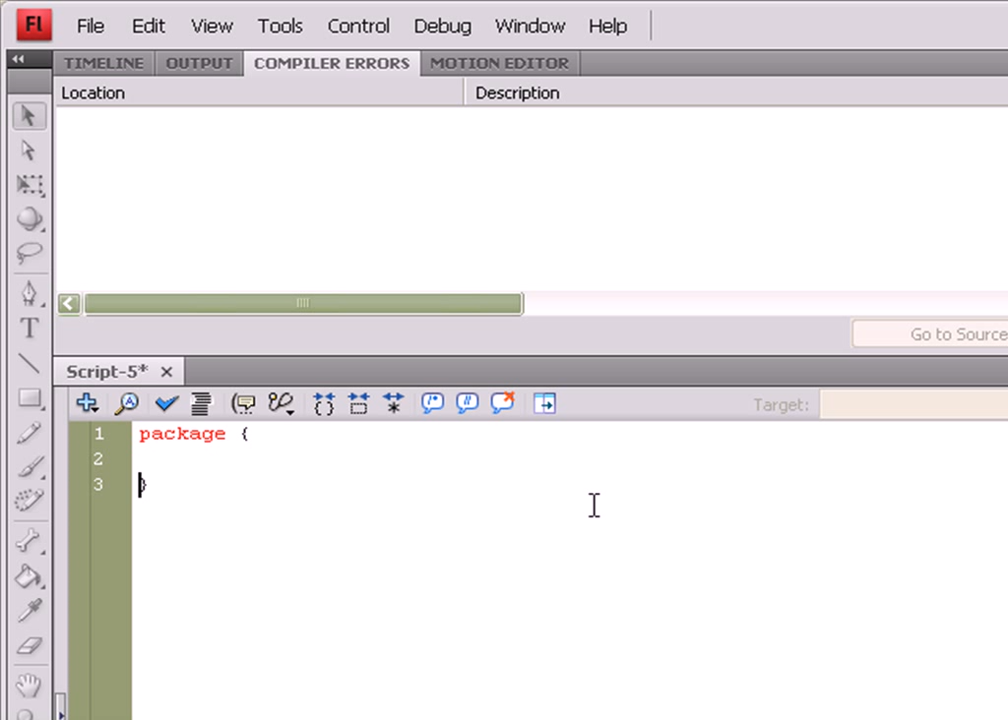 Fl File Edit View Tools Control Debug Window Help
TIMELINE OUTPUT COMPILER ERRORS MOTION EDITOR
Location Description
Go to Source
Script-5*
Target:
1 package {
2
3 }
T